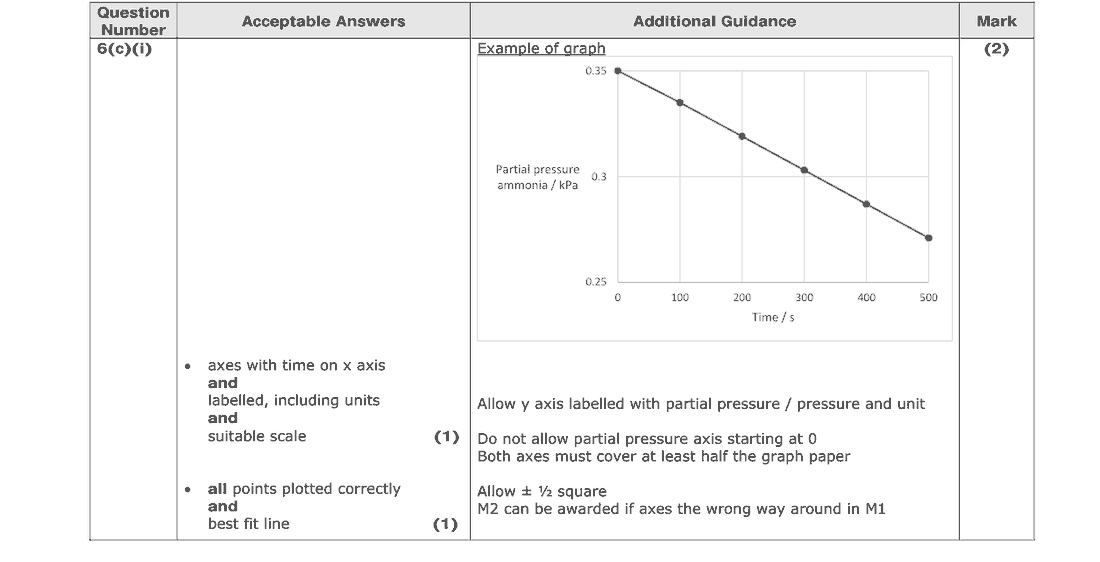 Question Number
Acceptable Answers
Additional Guidance
Mark
6(c)(i)
Example of graph
(2)
0.35
Partial pressure
ammonia / kPa
0.3
0.25
0 100 200 300 400 500
Time / s
• axes with time on x axis
and
labelled, including units
and
suitable scale (1)
Allow y axis labelled with partial pressure / pressure and unit
Do not allow partial pressure axis starting at 0
Both axes must cover at least half the graph paper
• all points plotted correctly
and
best fit line (1)
Allow ± ½ square
M2 can be awarded if axes the wrong way around in M1